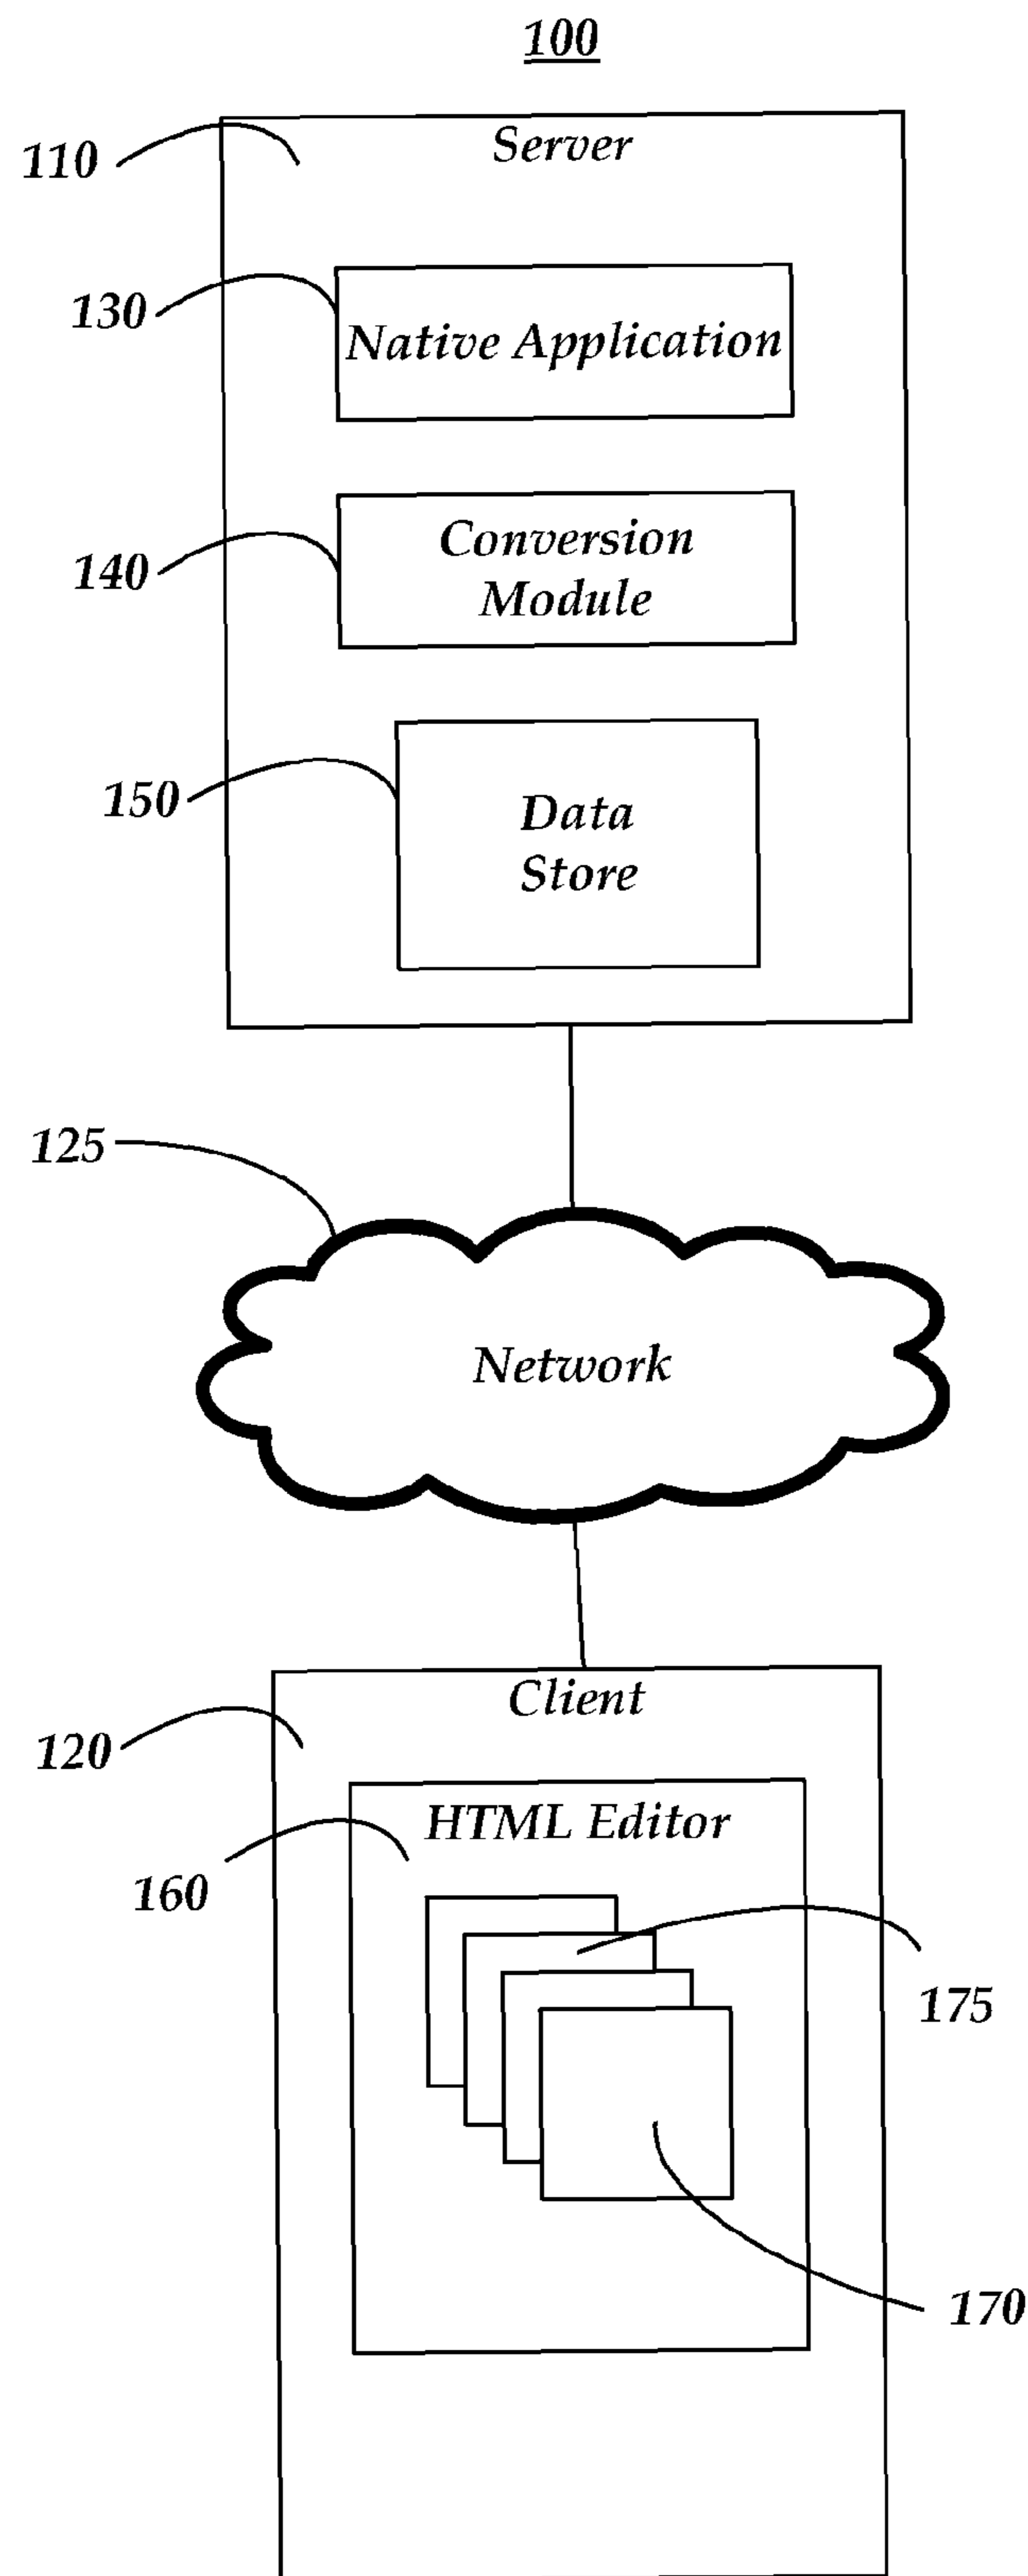 100
Server
110
130
Native Application
Conversion
140
Module
150
Data
Store
125
Network
Client
120
HTML Editor
160
175
170